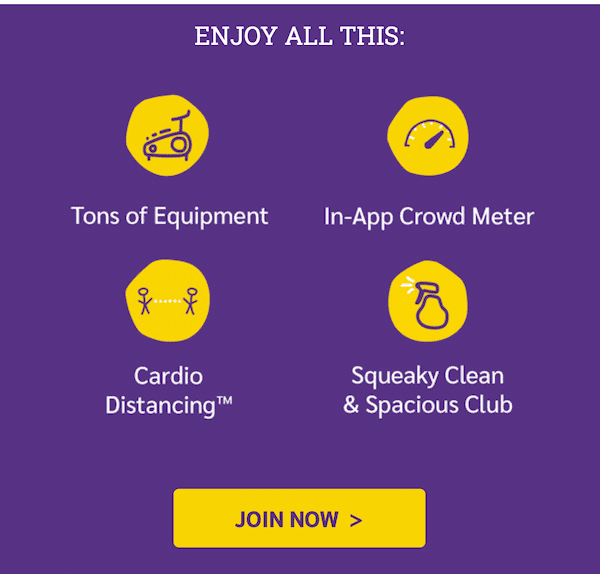 ENJOY ALL THIS:
Tons of Equipment
In-App Crowd Meter
Cardio
Distancing™
Squeaky Clean
& Spacious Club
JOIN NOW >